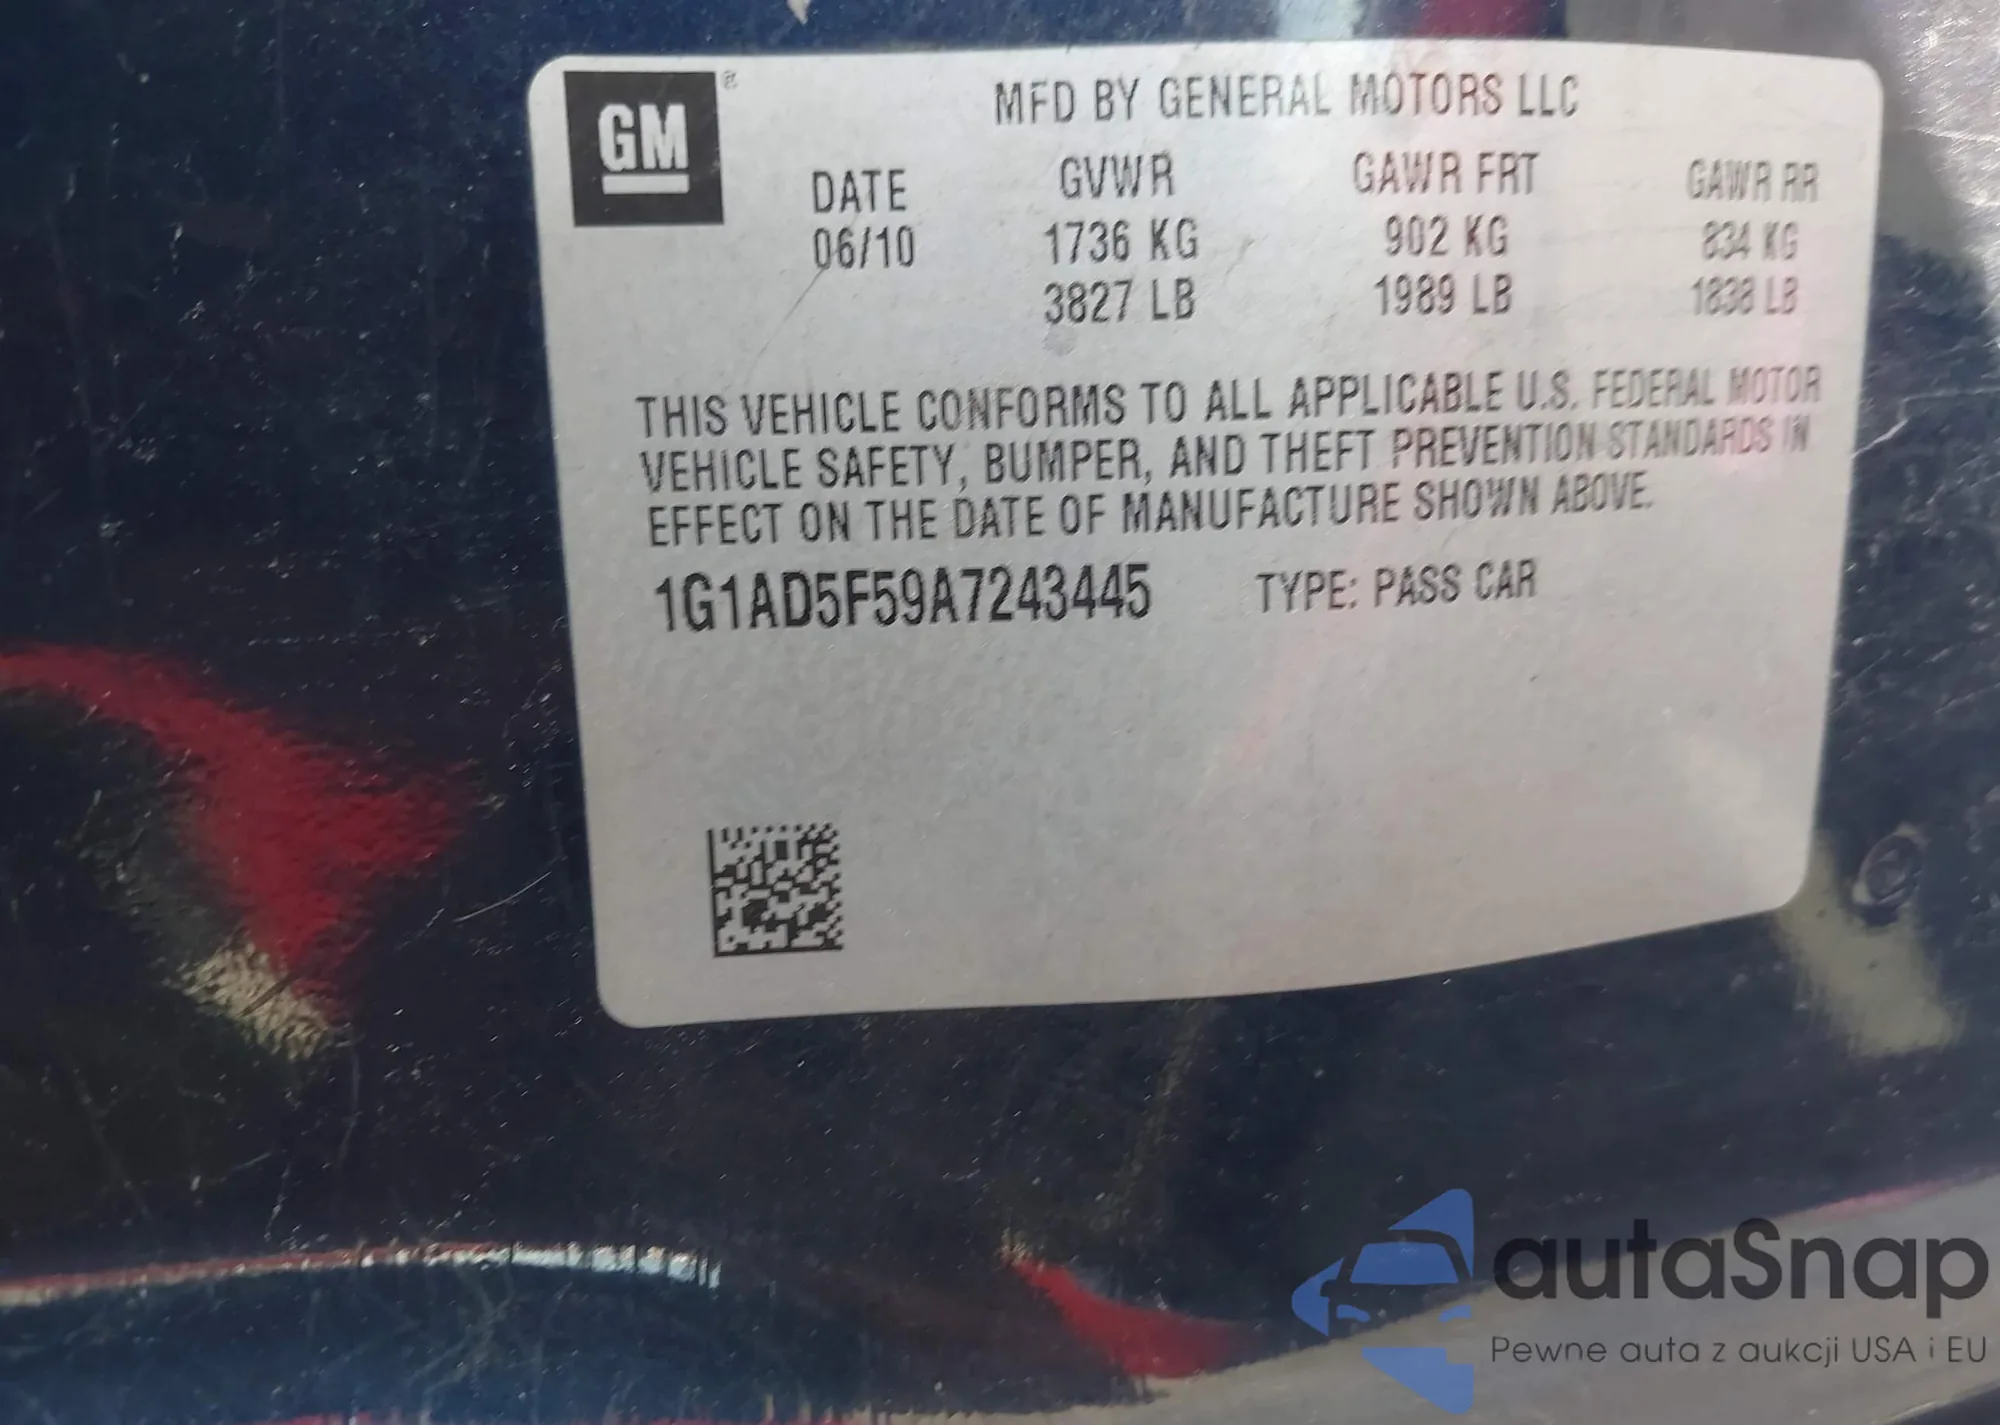 GM ®
MFD BY GENERAL MOTORS LLC
DATE GVWR GAWR FRT GAWR RR
06/10 1736 KG 902 KG 834 KG
3827 LB 1989 LB 1838 LB
THIS VEHICLE CONFORMS TO ALL APPLICABLE U.S. FEDERAL MOTOR
VEHICLE SAFETY, BUMPER, AND THEFT PREVENTION STANDARDS IN
EFFECT ON THE DATE OF MANUFACTURE SHOWN ABOVE.
1G1AD5F59A7243445 TYPE: PASS CAR
autaSnap
Pewne auta z aukcji USA i EU